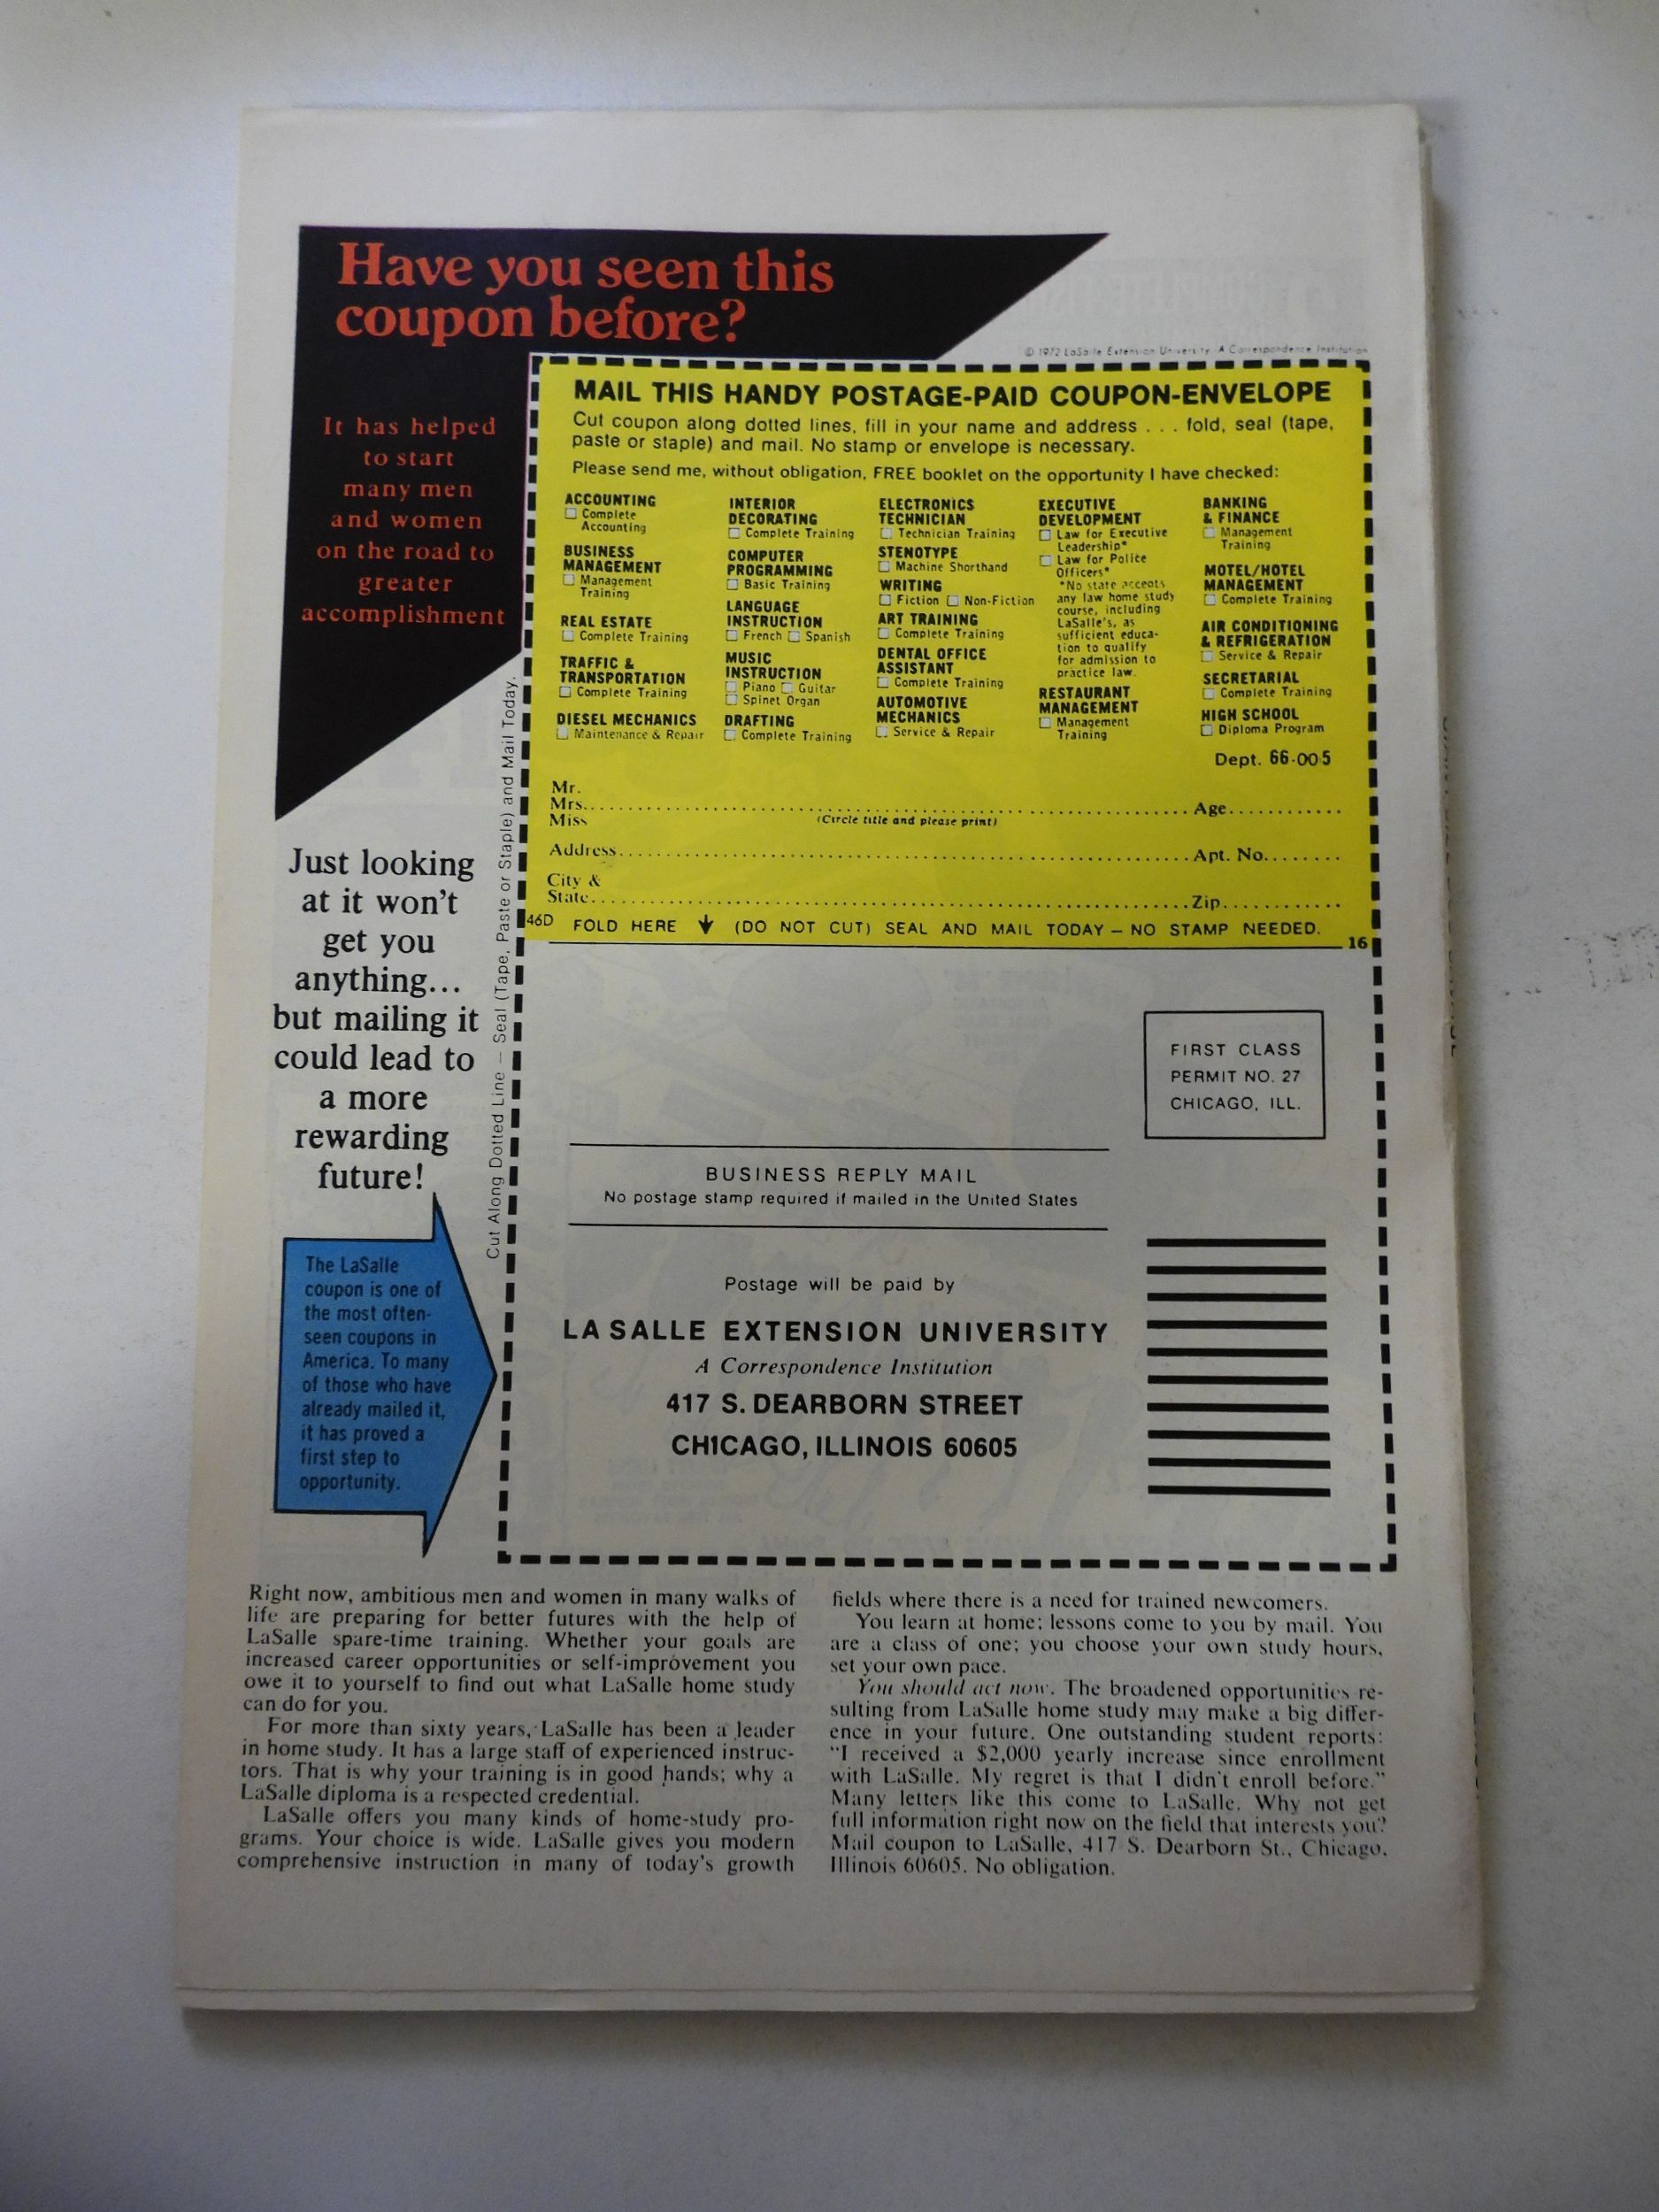 Have you seen this
coupon before?
© 1972 LaSalle Extension University A Correspondence Institution
It has helped
to start
many men
and women
on the road to
greater
accomplishment
MAIL THIS HANDY POSTAGE-PAID COUPON-ENVELOPE
Cut coupon along dotted lines, fill in your name and address . . . fold, seal (tape,
paste or staple) and mail. No stamp or envelope is necessary.
Please send me, without obligation, FREE booklet on the opportunity I have checked:
ACCOUNTING
Complete
Accounting
BUSINESS
MANAGEMENT
Management
Training
REAL ESTATE
Complete Training
TRAFFIC &
TRANSPORTATION
Complete Training
DIESEL MECHANICS
Maintenance & Repair
INTERIOR
DECORATING
Complete Training
COMPUTER
PROGRAMMING
Basic Training
LANGUAGE
INSTRUCTION
French Spanish
MUSIC
INSTRUCTION
Piano Guitar
Spinet Organ
DRAFTING
Complete Training
ELECTRONICS
TECHNICIAN
Technician Training
STENOTYPE
Machine Shorthand
WRITING
Fiction Non-Fiction
ART TRAINING
Complete Training
DENTAL OFFICE
ASSISTANT
Complete Training
AUTOMOTIVE
MECHANICS
Service & Repair
EXECUTIVE
DEVELOPMENT
Law for Executive
Leadership*
Law for Police
Officers*
*No state accepts
any law home study
course, including
LaSalle's, as
sufficient educa-
tion to qualify
for admission to
practice law.
RESTAURANT
MANAGEMENT
Management
Training
BANKING
& FINANCE
Management
Training
MOTEL/HOTEL
MANAGEMENT
Complete Training
AIR CONDITIONING
& REFRIGERATION
Service & Repair
SECRETARIAL
Complete Training
HIGH SCHOOL
Diploma Program
Dept. 66-005
Mr.
Mrs. Age
Miss (Circle title and please print)
Address Apt. No.
City &
State Zip
46D FOLD HERE (DO NOT CUT) SEAL AND MAIL TODAY — NO STAMP NEEDED.
16
Cut Along Dotted Line — Seal (Tape, Paste or Staple) and Mail Today.
Just looking
at it won't
get you
anything...
but mailing it
could lead to
a more
rewarding
future!
The LaSalle
coupon is one of
the most often-
seen coupons in
America. To many
of those who have
already mailed it,
it has proved a
first step to
opportunity.
FIRST CLASS
PERMIT NO. 27
CHICAGO, ILL.
BUSINESS REPLY MAIL
No postage stamp required if mailed in the United States
Postage will be paid by
LA SALLE EXTENSION UNIVERSITY
A Correspondence Institution
417 S. DEARBORN STREET
CHICAGO, ILLINOIS 60605
Right now, ambitious men and women in many walks of
life are preparing for better futures with the help of
LaSalle spare-time training. Whether your goals are
increased career opportunities or self-improvement you
owe it to yourself to find out what LaSalle home study
can do for you.
For more than sixty years, LaSalle has been a leader
in home study. It has a large staff of experienced instruc-
tors. That is why your training is in good hands; why a
LaSalle diploma is a respected credential.
LaSalle offers you many kinds of home-study pro-
grams. Your choice is wide. LaSalle gives you modern
comprehensive instruction in many of today's growth
fields where there is a need for trained newcomers.
You learn at home; lessons come to you by mail. You
are a class of one; you choose your own study hours,
set your own pace.
You should act now. The broadened opportunities re-
sulting from LaSalle home study may make a big differ-
ence in your future. One outstanding student reports:
"I received a $2,000 yearly increase since enrollment
with LaSalle. My regret is that I didn't enroll before."
Many letters like this come to LaSalle. Why not get
full information right now on the field that interests you?
Mail coupon to LaSalle, 417 S. Dearborn St., Chicago,
Illinois 60605. No obligation.